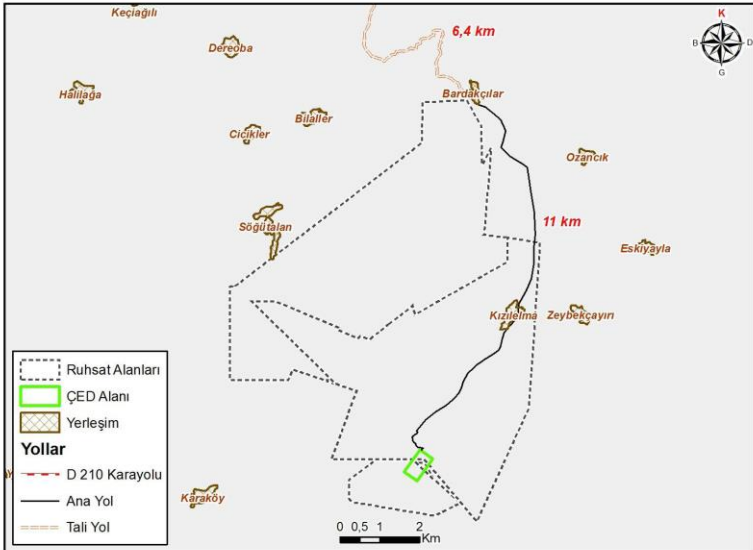 Keçiağılı
6,4 km
K
B
D
G
Dereoba
Halilağa
Bardakçılar
Bilaller
Cicikler
Ozancık
Söğütalan
11 km
Eskiyayla
Kızılelma
Zeybekçayırı
Ruhsat Alanları
ÇED Alanı
Yerleşim
Yollar
D 210 Karayolu
Ana Yol
Tali Yol
Karaköy
0 0,5 1 2
Km